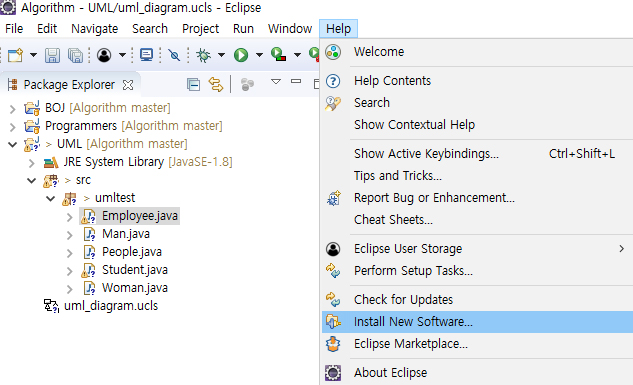 Algorithm - UML/uml_diagram.ucls - Eclipse
File Edit Navigate Search Project Run Window Help
Package Explorer
BOJ [Algorithm master]
Programmers [Algorithm master]
> UML [Algorithm master]
JRE System Library [JavaSE-1.8]
> src
> umltest
Employee.java
Man.java
People.java
Student.java
Woman.java
uml_diagram.ucls
Welcome
Help Contents
Search
Show Contextual Help
Show Active Keybindings... Ctrl+Shift+L
Tips and Tricks...
Report Bug or Enhancement...
Cheat Sheets...
Eclipse User Storage
Perform Setup Tasks...
Check for Updates
Install New Software...
Eclipse Marketplace...
About Eclipse